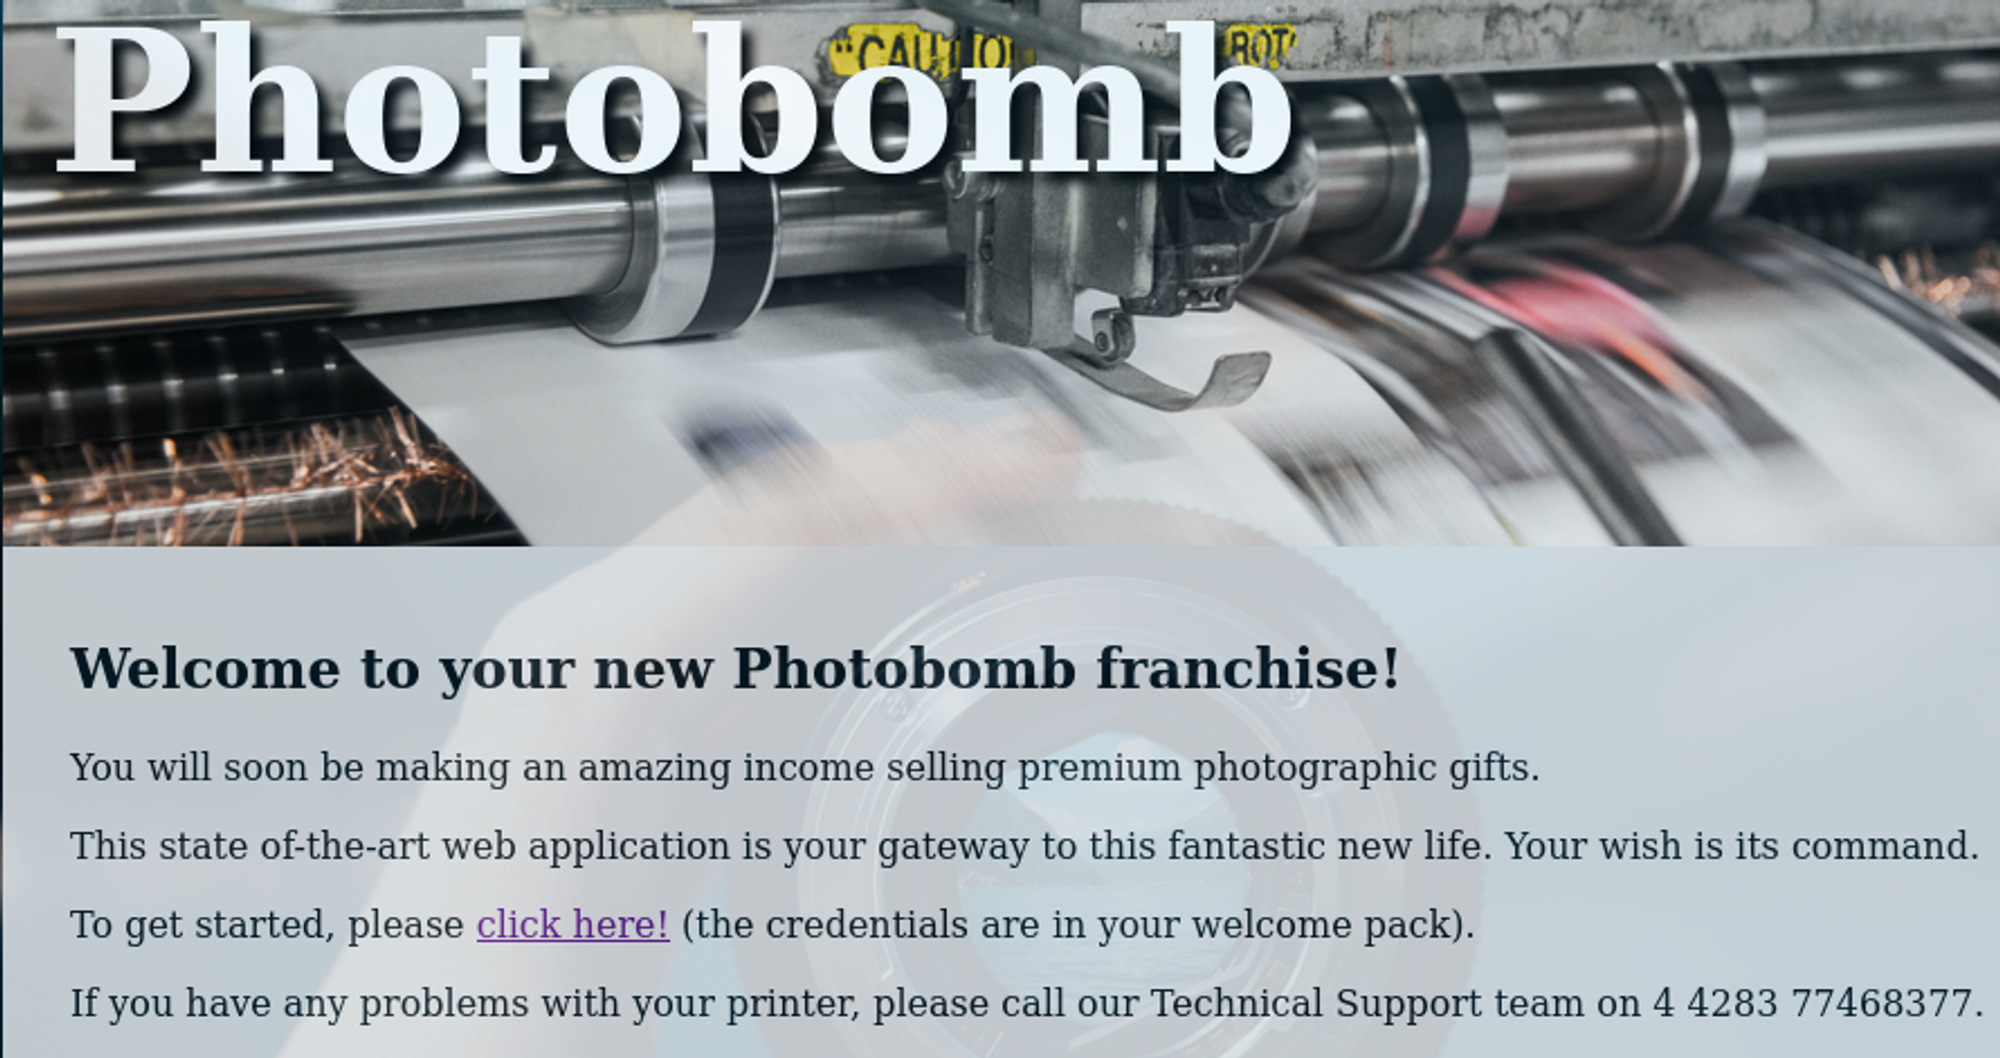 Photobomb
Welcome to your new Photobomb franchise!
You will soon be making an amazing income selling premium photographic gifts.
This state of-the-art web application is your gateway to this fantastic new life. Your wish is its command.
To get started, please click here! (the credentials are in your welcome pack).
If you have any problems with your printer, please call our Technical Support team on 4 4283 77468377.